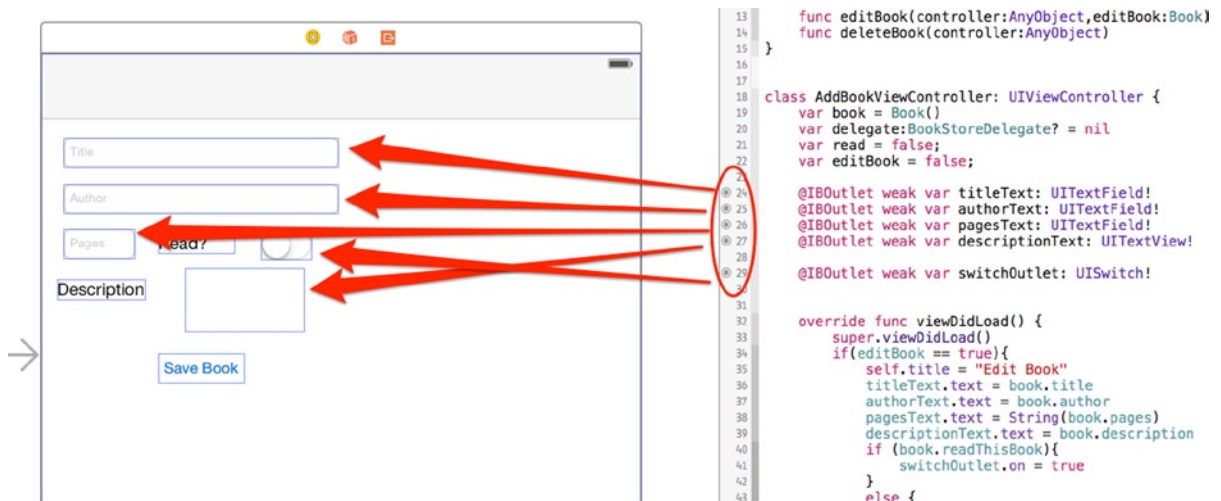 Title
Author
Pages
Read?
Description
Save Book
13 func editBook(controller:AnyObject,editBook:Book)
14 func deleteBook(controller:AnyObject)
15 }
16
17
18 class AddBookViewController: UIViewController {
19 var book = Book()
20 var delegate:BookStoreDelegate? = nil
21 var read = false;
22 var editBook = false;
23
24 @IBOutlet weak var titleText: UITextField!
25 @IBOutlet weak var authorText: UITextField!
26 @IBOutlet weak var pagesText: UITextField!
27 @IBOutlet weak var descriptionText: UITextView!
28
29 @IBOutlet weak var switchOutlet: UISwitch!
30
31
32 override func viewDidLoad() {
33 super.viewDidLoad()
34 if(editBook == true){
35 self.title = "Edit Book"
36 titleText.text = book.title
37 authorText.text = book.author
38 pagesText.text = String(book.pages)
39 descriptionText.text = book.description
40 if (book.readThisBook){
41 switchOutlet.on = true
42 }
43 else {